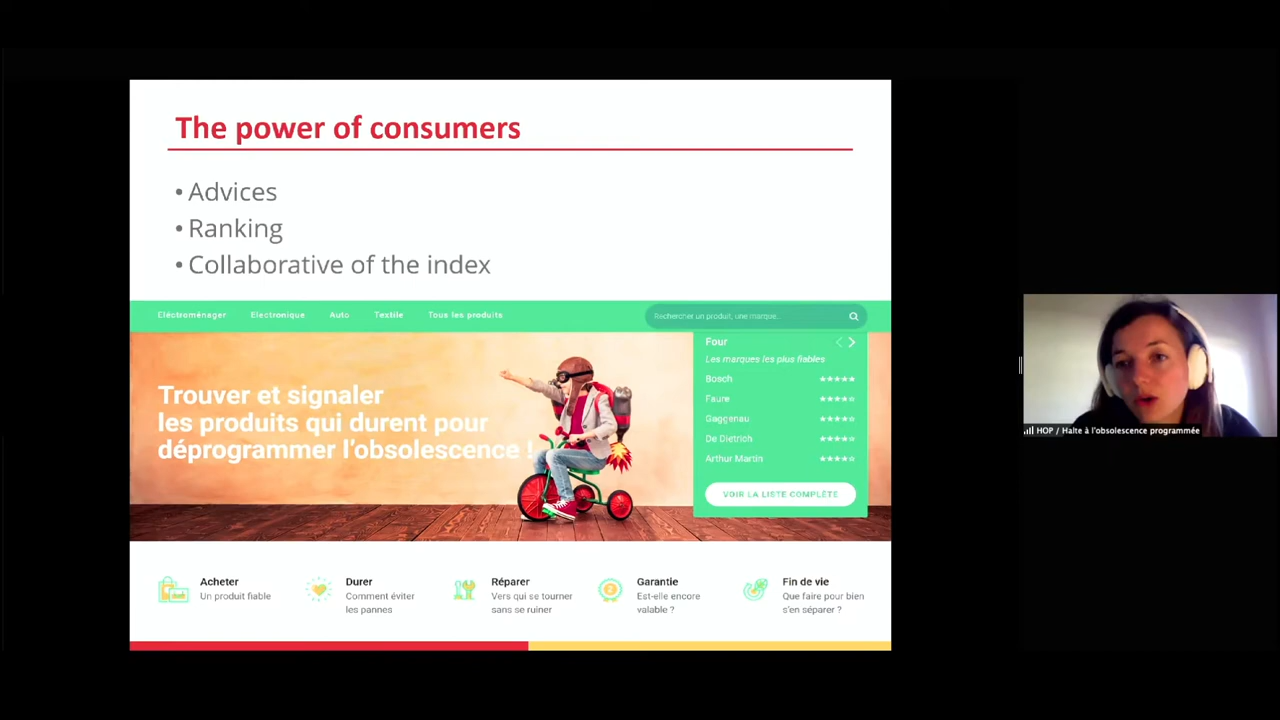 The power of consumers
• Advices
• Ranking
• Collaborative of the index
Eléctroménager Electronique Auto Textile Tous les produits
Rechercher un produit, une marque...
Trouver et signaler
les produits qui durent pour
déprogrammer l'obsolescence !
Four
Les marques les plus fiables
Bosch
Faure
Gaggenau
De Dietrich
Arthur Martin
VOIR LA LISTE COMPLÈTE
Acheter
Un produit fiable
Durer
Comment éviter
les pannes
Réparer
Vers qui se tourner
sans se ruiner
Garantie
Est-elle encore
valable ?
Fin de vie
Que faire pour bien
s'en séparer ?
HOP / Halte à l'obsolescence programmée